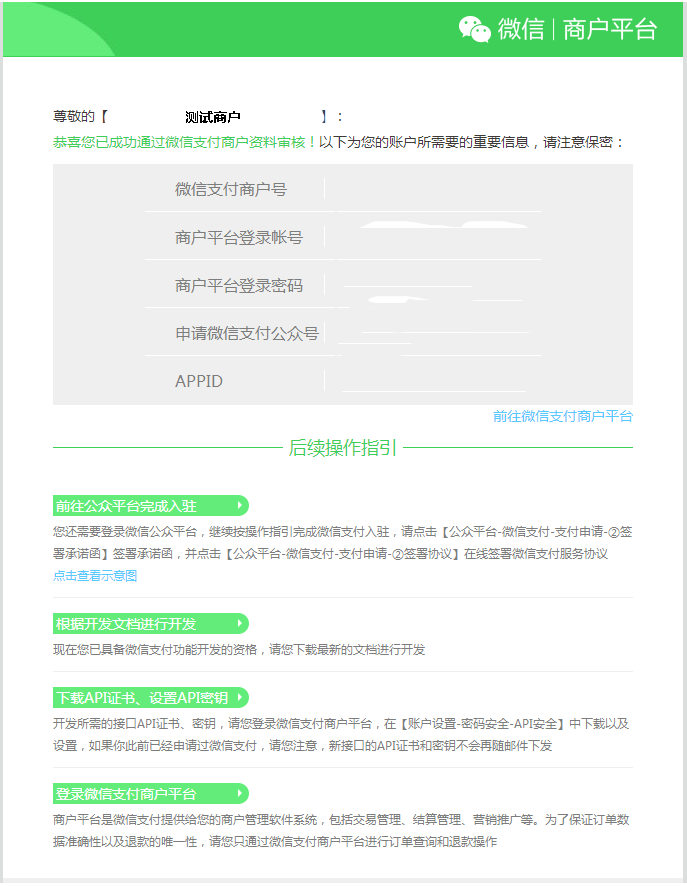 微信 | 商户平台
尊敬的【 测试商户 】：
恭喜您已成功通过微信支付商户资料审核！以下为您的账户所需要的重要信息，请注意保密：
微信支付商户号
商户平台登录帐号
商户平台登录密码
申请微信支付公众号
APPID
前往微信支付商户平台
后续操作指引
前往公众平台完成入驻
您还需要登录微信公众平台，继续按操作指引完成微信支付入驻，请点击【公众平台-微信支付-支付申请-②签
署承诺函】签署承诺函，并点击【公众平台-微信支付-支付申请-②签署协议】在线签署微信支付服务协议
点击查看示意图
根据开发文档进行开发
现在您已具备微信支付功能开发的资格，请您下载最新的文档进行开发
下载API证书、设置API密钥
开发所需的接口API证书、密钥，请您登录微信支付商户平台，在【账户设置-密码安全-API安全】中下载以及
设置，如果你此前已经申请过微信支付，请您注意，新接口的API证书和密钥不会再随邮件下发
登录微信支付商户平台
商户平台是微信支付提供给您的商户管理软件系统，包括交易管理、结算管理、营销推广等。为了保证订单数
据准确性以及退款的唯一性，请您只通过微信支付商户平台进行订单查询和退款操作